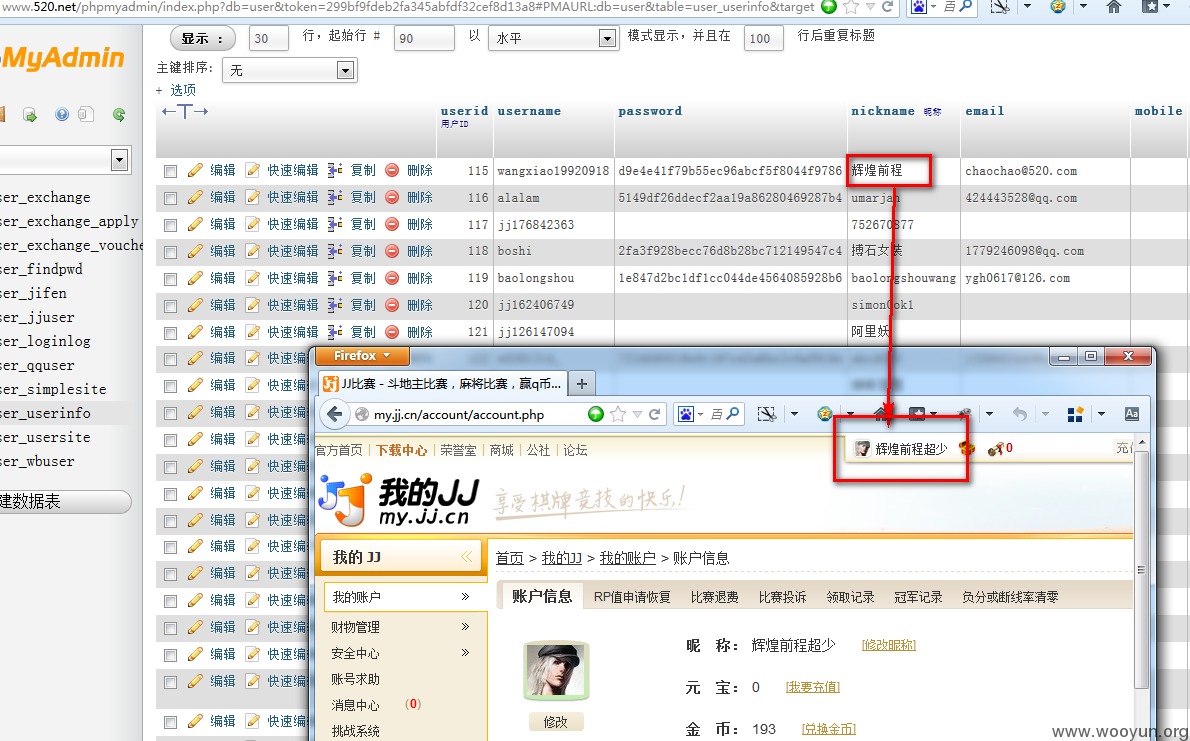 www.520.net/phpmyadmin/index.php?db=user&token=299bf9fdeb2fa345abfdf32cef8d13a8#PMAURL:db=user&table=user_userinfo&target
百
MyAdmin
显示 : 30 行，起始行 # 90 以 水平 模式显示，并且在 100 行后重复标题
主键排序: 无
+ 选项
←T→ userid username password nickname 昵称 email mobile
用户ID
编辑 快速编辑 复制 删除 115 wangxiao19920918 d9e4e41f79b55ec96abcf5f8044f9786 辉煌前程 chaochao@520.com
编辑 快速编辑 复制 删除 116 alalam 5149df26ddecf2aa19a86280469287b4 umarjan 424443528@qq.com
编辑 快速编辑 复制 删除 117 jj176842363 752670877
编辑 快速编辑 复制 删除 118 boshi 2fa3f928becc76d8b28bc712149547c4 搏石女装 1779246098@qq.com
编辑 快速编辑 复制 删除 119 baolongshou 1e847d2bc1df1cc044de4564085928b6 baolongshouwang ygh0617@126.com
编辑 快速编辑 复制 删除 120 jj162406749 simon0ok1
编辑 快速编辑 复制 删除 121 jj126147094 阿里妖
编辑 快速编
编辑 快速编
编辑 快速编
编辑 快速编
编辑 快速编
编辑 快速编
编辑 快速编
编辑 快速编
编辑 快速编
编辑 快速编
编辑 快速编
编辑 快速编
编辑 快速编
编辑 快速编
ser_exchange
ser_exchange_apply
ser_exchange_vouche
ser_findpwd
ser_jifen
ser_jjuser
ser_loginlog
ser_qquser
ser_simplesite
ser_userinfo
ser_usersite
ser_wbuser
建数据表
Firefox
JJ比赛 - 斗地主比赛，麻将比赛，赢q币...
my.jj.cn/account/account.php
百
Aa
官方首页 | 下载中心 | 荣誉室 | 商城 | 公社 | 论坛
辉煌前程超少 0 充
我的JJ
my.JJ.cn
享受棋牌竞技的快乐!
我的 JJ
首页 > 我的JJ > 我的账户 > 账户信息
我的账户
财物管理
安全中心
账号求助
消息中心 (0)
挑战系统
账户信息 RP值申请恢复 比赛退费 比赛投诉 领取记录 冠军记录 负分或断线率清零
昵 称： 辉煌前程超少 [修改昵称]
元 宝： 0 [我要充值]
金 币： 193 [兑换金币]
修改
www.wooyun.org